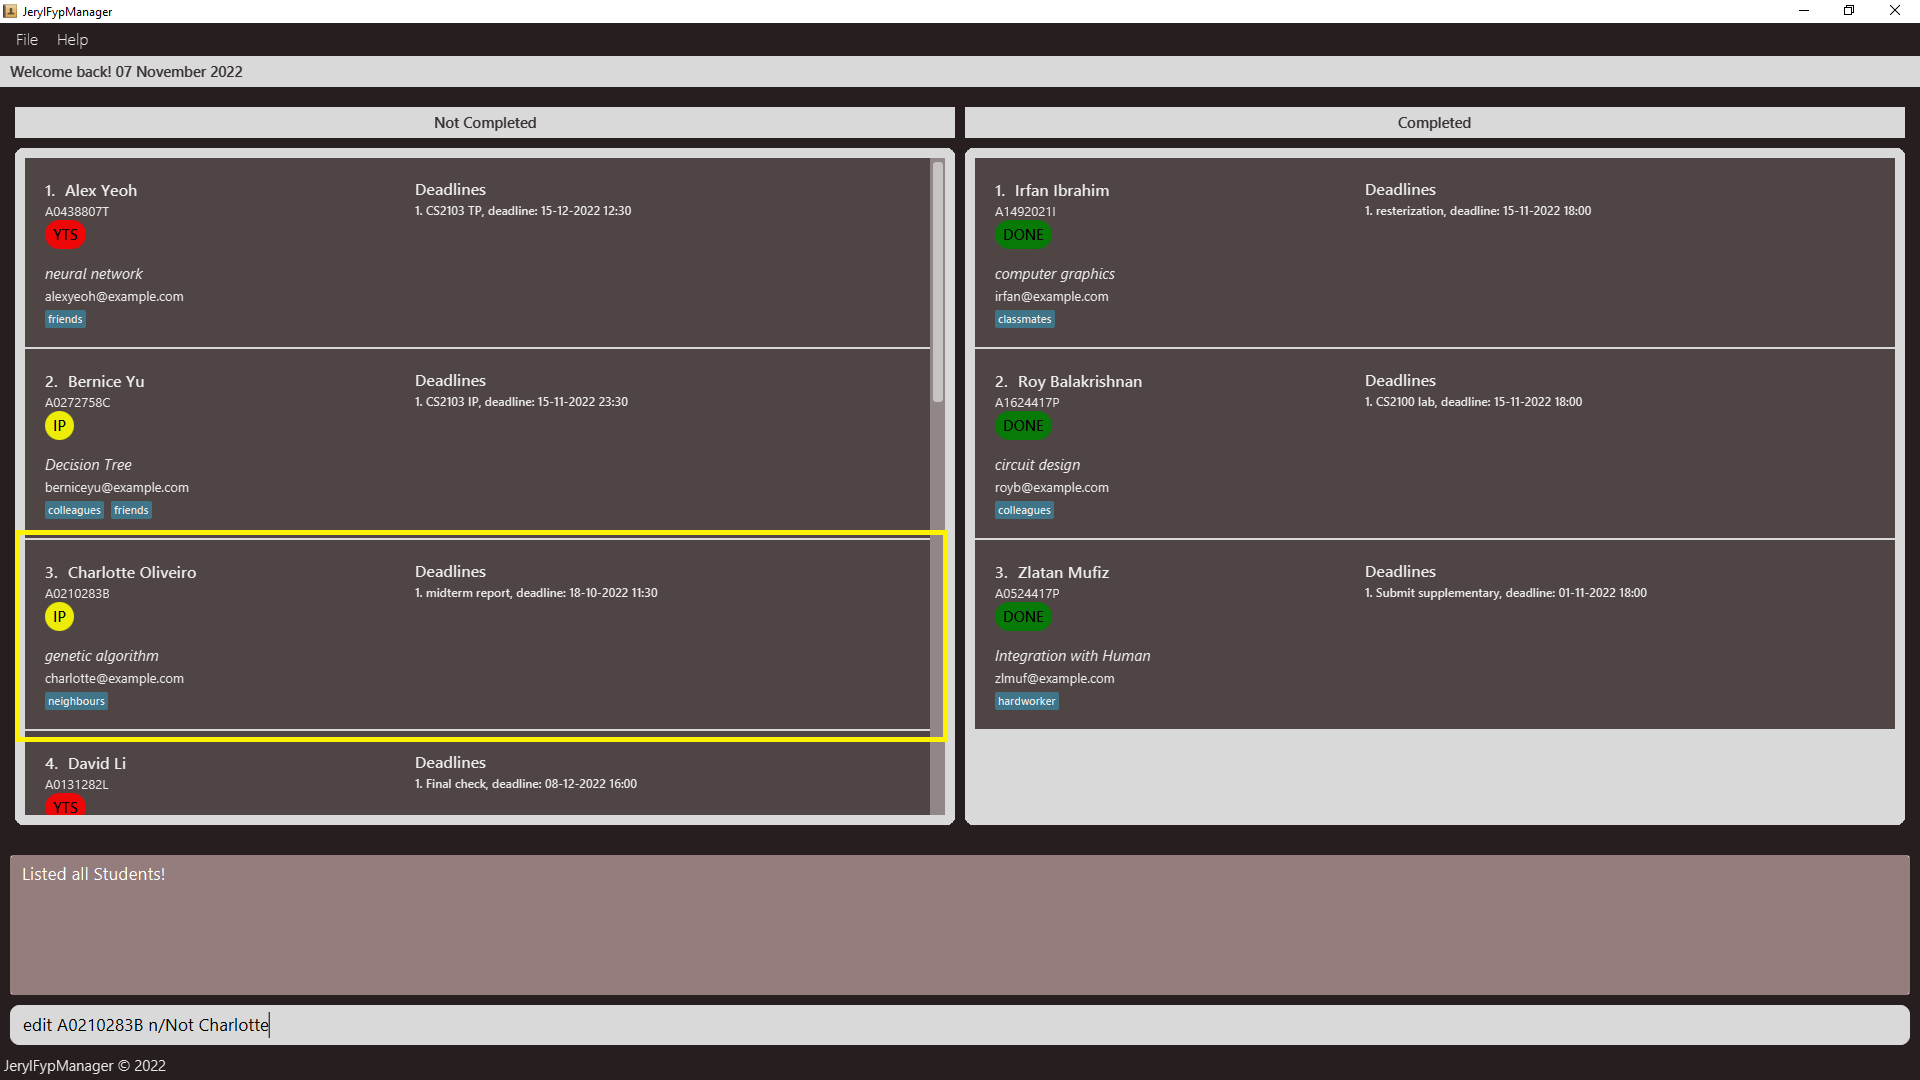 JerylFypManager
File Help
Welcome back! 07 November 2022
Not Completed
1. Alex Yeoh
A0438807T
YTS
neural network
alexyeoh@example.com
friends
Deadlines
1. CS2103 TP, deadline: 15-12-2022 12:30
2. Bernice Yu
A0272758C
IP
Decision Tree
berniceyu@example.com
colleagues friends
Deadlines
1. CS2103 IP, deadline: 15-11-2022 23:30
3. Charlotte Oliveiro
A0210283B
IP
genetic algorithm
charlotte@example.com
neighbours
Deadlines
1. midterm report, deadline: 18-10-2022 11:30
4. David Li
A0131282L
YTS
Deadlines
1. Final check, deadline: 08-12-2022 16:00
Completed
1. Irfan Ibrahim
A1492021I
DONE
computer graphics
irfan@example.com
classmates
Deadlines
1. resterization, deadline: 15-11-2022 18:00
2. Roy Balakrishnan
A1624417P
DONE
circuit design
royb@example.com
colleagues
Deadlines
1. CS2100 lab, deadline: 15-11-2022 18:00
3. Zlatan Mufiz
A0524417P
DONE
Integration with Human
zlmuf@example.com
hardworker
Deadlines
1. Submit supplementary, deadline: 01-11-2022 18:00
Listed all Students!
edit A0210283B n/Not Charlotte
JerylFypManager © 2022